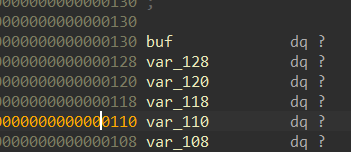 0000000000000130 ;
0000000000000130
0000000000000130 buf dq ?
0000000000000128 var_128 dq ?
0000000000000120 var_120 dq ?
0000000000000118 var_118 dq ?
0000000000000110 var_110 dq ?
0000000000000108 var_108 dq ?